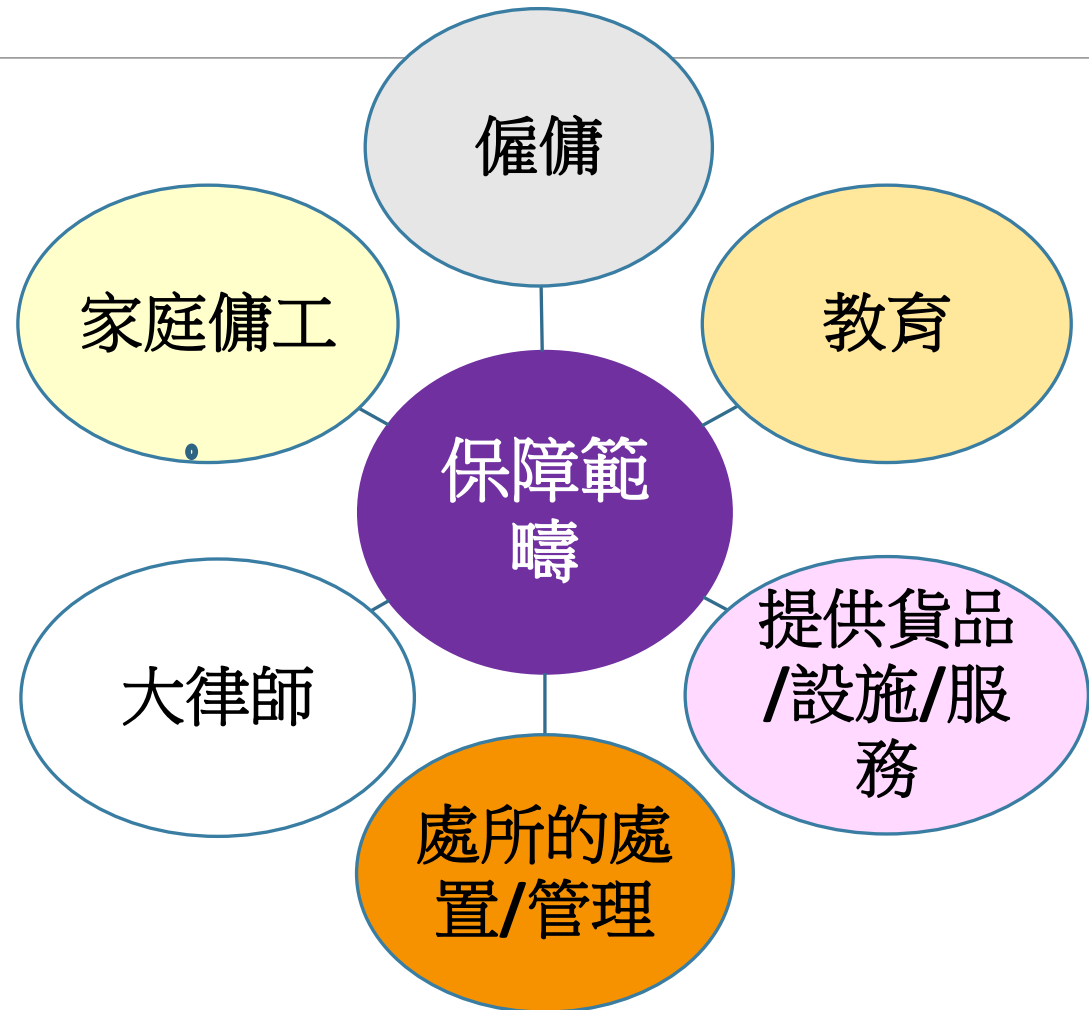 僱傭
家庭傭工
教育
保障範
疇
提供貨品
/設施/服
務
大律師
處所的處
置/管理